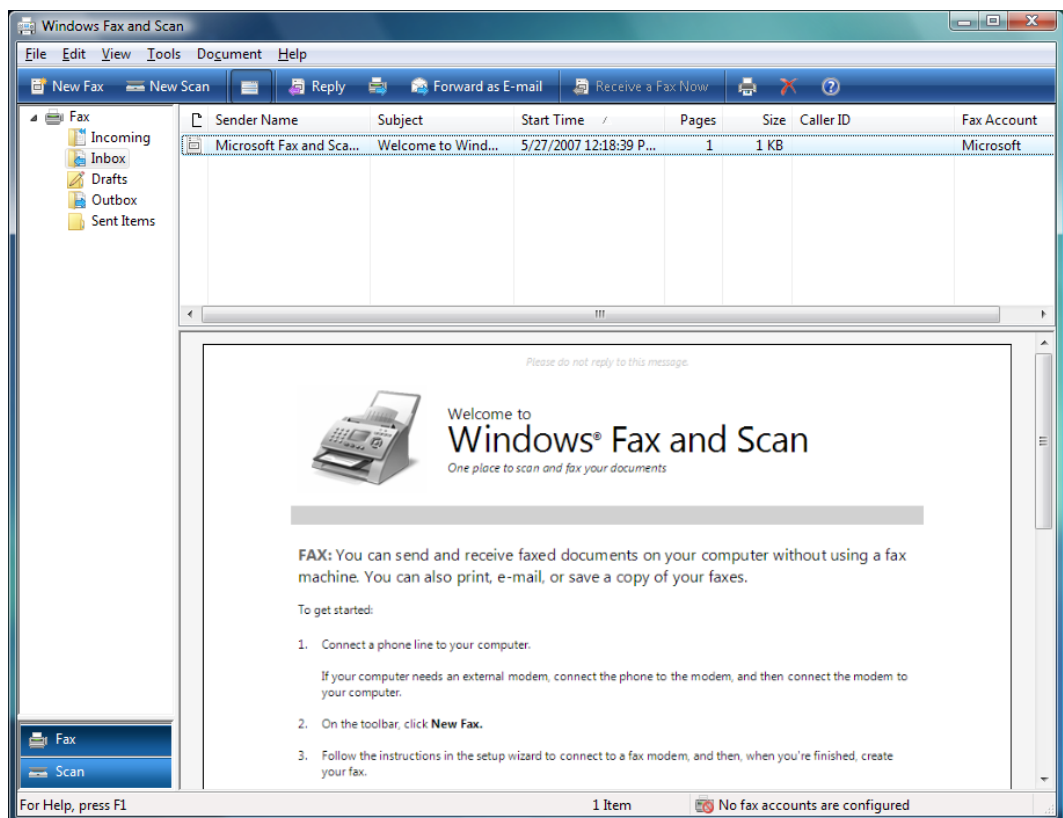 Windows Fax and Scan
File Edit View Tools Document Help
New Fax New Scan Reply Forward as E-mail Receive a Fax Now
Fax
Incoming
Inbox
Drafts
Outbox
Sent Items
Sender Name Subject Start Time Pages Size Caller ID Fax Account
Microsoft Fax and Sca... Welcome to Wind... 5/27/2007 12:18:39 P... 1 1 KB Microsoft
Please do not reply to this message.
Welcome to
Windows® Fax and Scan
One place to scan and fax your documents
FAX: You can send and receive faxed documents on your computer without using a fax
machine. You can also print, e-mail, or save a copy of your faxes.
To get started:
1. Connect a phone line to your computer.
If your computer needs an external modem, connect the phone to the modem, and then connect the modem to
your computer.
2. On the toolbar, click New Fax.
3. Follow the instructions in the setup wizard to connect to a fax modem, and then, when you're finished, create
your fax.
Fax
Scan
For Help, press F1 1 Item No fax accounts are configured